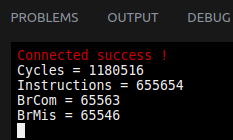 PROBLEMS OUTPUT DEBUG
Connected success !
Cycles = 1180516
Instructions = 655654
BrCom = 65563
BrMis = 65546